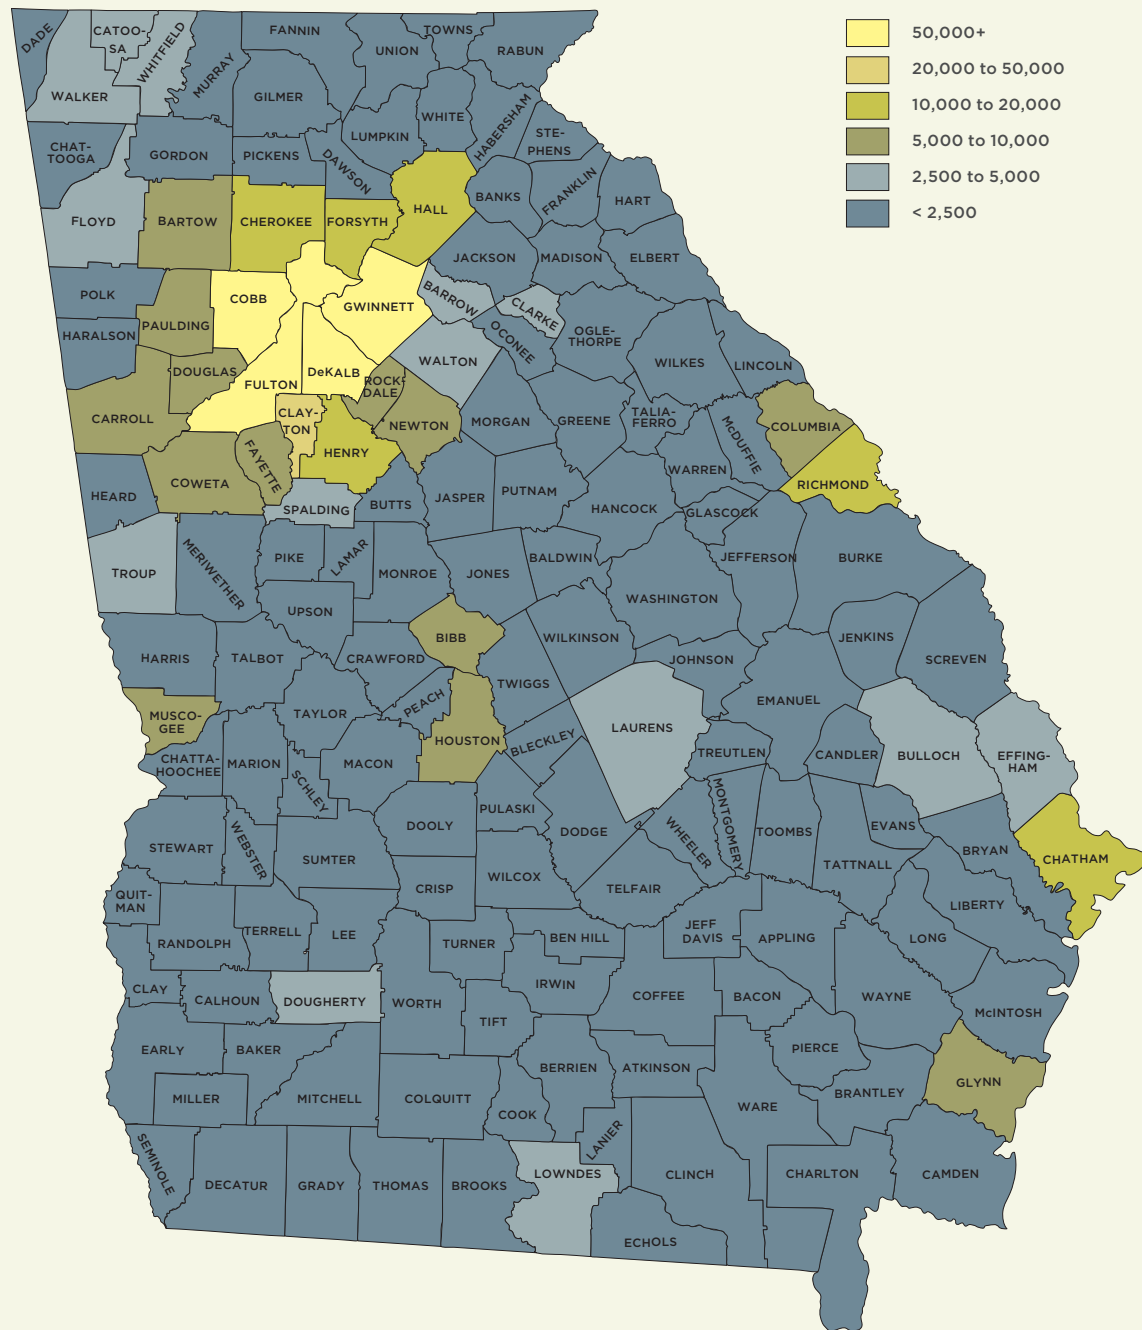 50,000+
20,000 to 50,000
10,000 to 20,000
5,000 to 10,000
2,500 to 5,000
< 2,500
DADE
CATOO-
SA
WHITFIELD
WALKER
MURRAY
FANNIN
UNION
TOWNS
RABUN
GILMER
WHITE
HABERSHAM
STE-
PHENS
LUMPKIN
CHAT-
TOOGA
GORDON
PICKENS
DAWSON
BANKS
FRANKLIN
HART
FLOYD
BARTOW
CHEROKEE
FORSYTH
HALL
JACKSON
MADISON
ELBERT
POLK
COBB
GWINNETT
BARROW
CLARKE
HARALSON
PAULDING
OCONEE
OGLE-
THORPE
WALTON
WILKES
LINCOLN
DOUGLAS
FULTON
DeKALB
ROCK-
DALE
CARROLL
CLAY-
TON
NEWTON
MORGAN
GREENE
TALIA-
FERRO
McDUFFIE
COLUMBIA
FAYETTE
HENRY
WARREN
RICHMOND
HEARD
COWETA
SPALDING
BUTTS
JASPER
PUTNAM
HANCOCK
GLASCOCK
TROUP
MERIWETHER
PIKE
LAMAR
MONROE
JONES
BALDWIN
JEFFERSON
BURKE
UPSON
WASHINGTON
HARRIS
TALBOT
CRAWFORD
BIBB
WILKINSON
JENKINS
JOHNSON
SCREVEN
TWIGGS
EMANUEL
MUSCO-
GEE
TAYLOR
PEACH
LAURENS
HOUSTON
BLECKLEY
TREUTLEN
CANDLER
BULLOCH
EFFING-
HAM
CHATTA-
HOOCHEE
MARION
SCHLEY
MACON
PULASKI
DODGE
WHEELER
MONTGOMERY
TOOMBS
EVANS
BRYAN
CHATHAM
STEWART
WEBSTER
SUMTER
DOOLY
TATTNALL
CRISP
WILCOX
TELFAIR
LIBERTY
QUIT-
MAN
RANDOLPH
TERRELL
LEE
TURNER
BEN HILL
JEFF
DAVIS
APPLING
LONG
CLAY
CALHOUN
DOUGHERTY
WORTH
IRWIN
COFFEE
BACON
WAYNE
McINTOSH
TIFT
EARLY
BAKER
PIERCE
BERRIEN
ATKINSON
GLYNN
BRANTLEY
MILLER
MITCHELL
COLQUITT
COOK
WARE
LANIER
SEMINOLE
DECATUR
GRADY
THOMAS
BROOKS
LOWNDES
CLINCH
CHARLTON
CAMDEN
ECHOLS